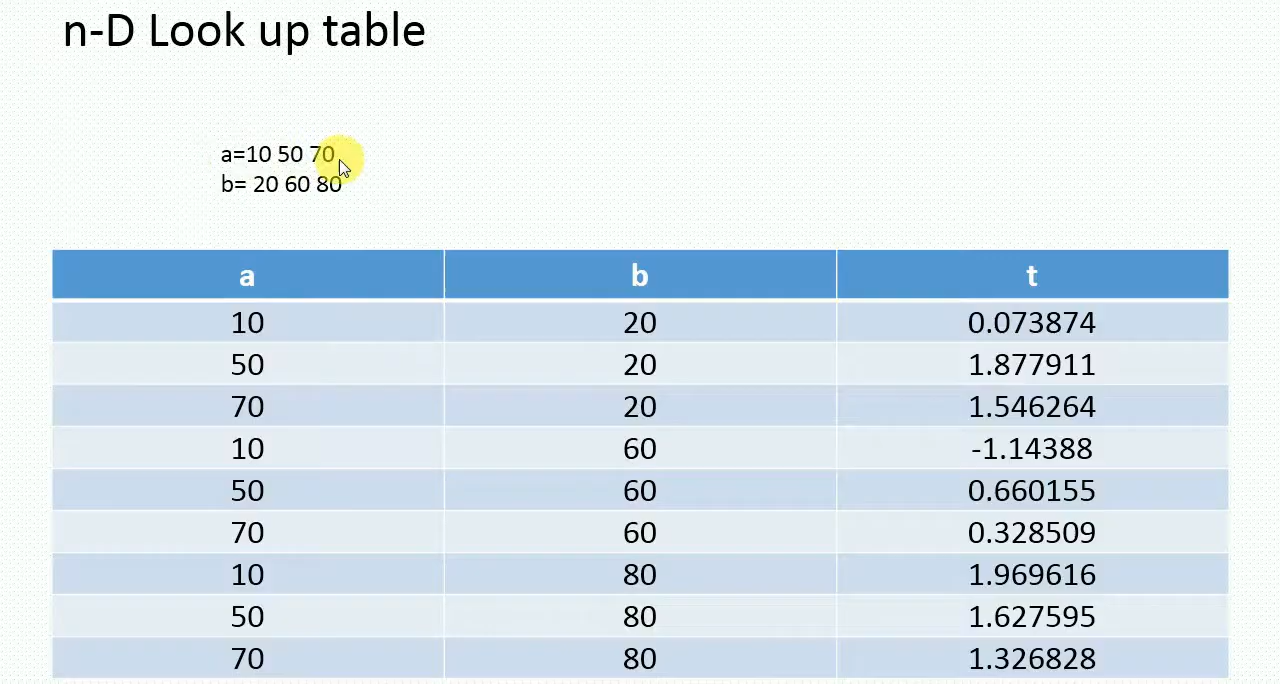 n-D Look up table
a=10 50 70
b= 20 60 80
a b t
10 20 0.073874
50 20 1.877911
70 20 1.546264
10 60 -1.14388
50 60 0.660155
70 60 0.328509
10 80 1.969616
50 80 1.627595
70 80 1.326828